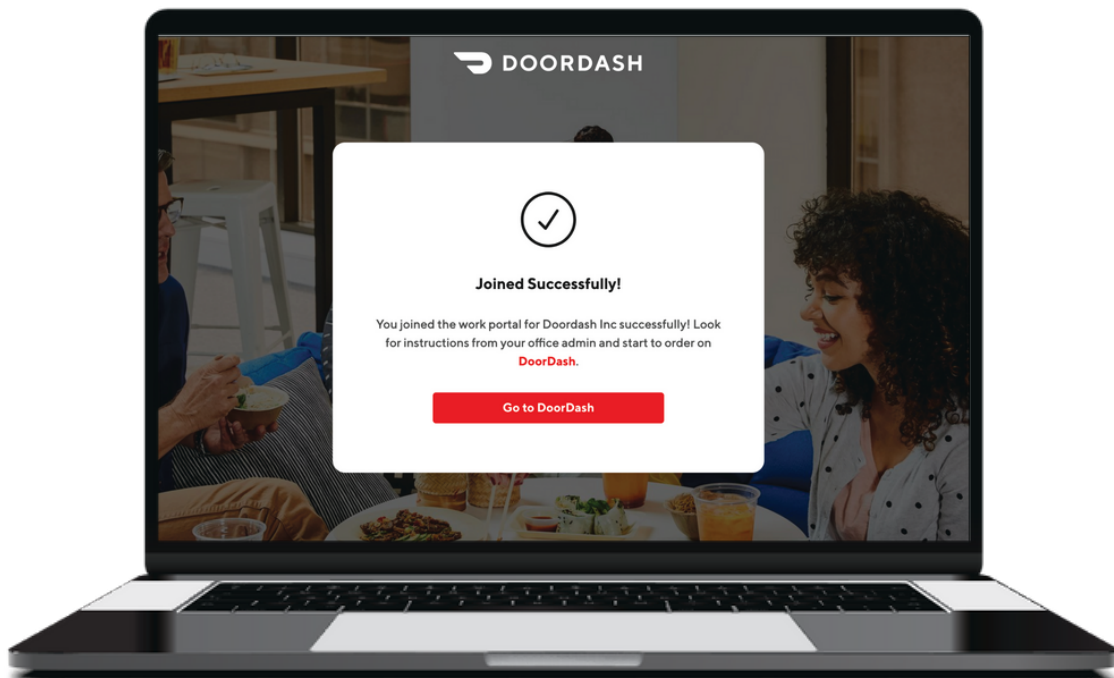 DOORDASH
Joined Successfully!
You joined the work portal for Doordash Inc successfully! Look
for instructions from your office admin and start to order on
DoorDash.
Go to DoorDash